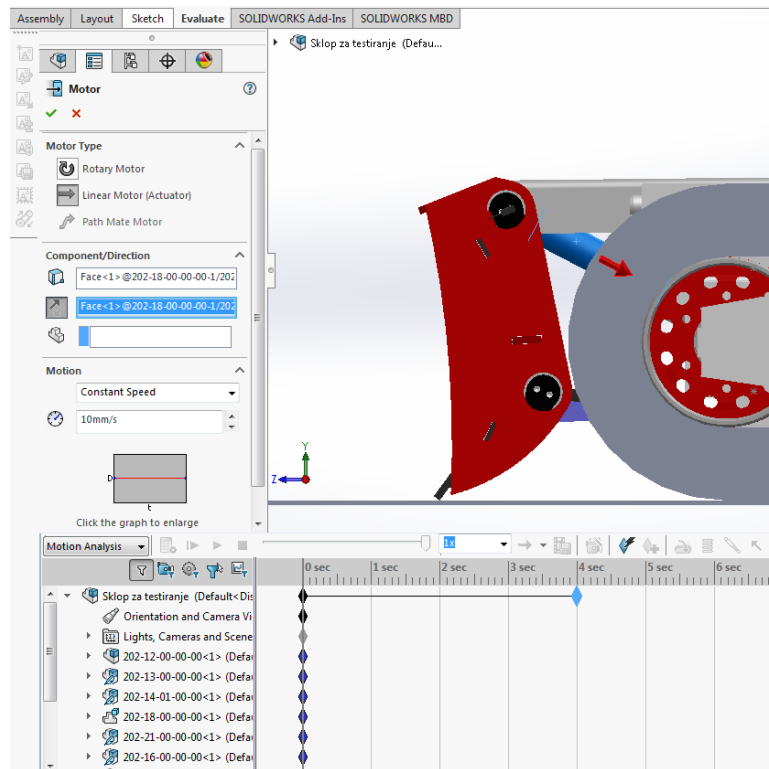 Assembly Layout Sketch Evaluate SOLIDWORKS Add-Ins SOLIDWORKS MBD
Sklop za testiranje (Defau...
Motor
Motor Type
Rotary Motor
Linear Motor (Actuator)
Path Mate Motor
Component/Direction
Face<1>@202-18-00-00-00-1/202
Face<1>@202-18-00-00-00-1/202
Motion
Constant Speed
10mm/s
D
t
Click the graph to enlarge
Y
Z
Motion Analysis 1x
0 sec 1 sec 2 sec 3 sec 4 sec 5 sec 6 sec
Sklop za testiranje (Default<Dis
Orientation and Camera Vi
Lights, Cameras and Scene
202-12-00-00-00<1> (Defau
202-13-00-00-00<1> (Defau
202-14-01-00-00<1> (Defau
202-18-00-00-00<1> (Defau
202-21-00-00-00<1> (Defau
202-16-00-00-00<1> (Defau